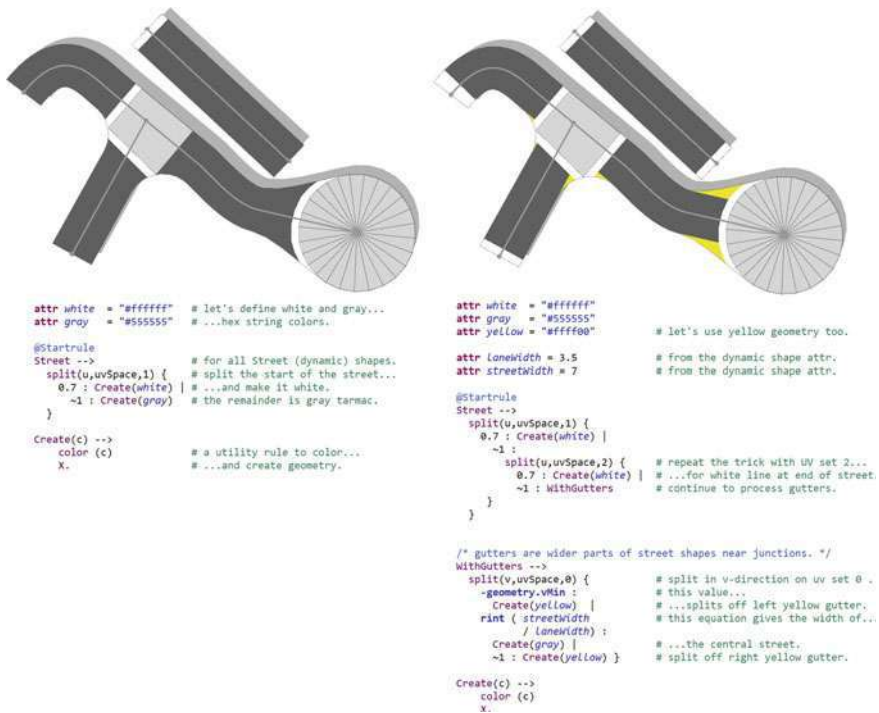 attr white = "#ffffff" # let's define white and gray...
attr gray = "#555555" # ...hex string colors.
@Startrule
Street --> # for all Street (dynamic) shapes.
split(u,uvSpace,1) { # split the start of the street...
0.7 : Create(white) | # ...and make it white.
~1 : Create(gray) # the remainder is gray tarmac.
}
Create(c) -->
color (c) # a utility rule to color...
X. # ...and create geometry.
attr white = "#ffffff"
attr gray = "#555555"
attr yellow = "#ffff00" # let's use yellow geometry too.
attr laneWidth = 3.5 # from the dynamic shape attr.
attr streetWidth = 7 # from the dynamic shape attr.
@Startrule
Street -->
split(u,uvSpace,1) {
0.7 : Create(white) |
~1 :
split(u,uvSpace,2) { # repeat the trick with UV set 2...
0.7 : Create(white) | # ...for white line at end of street.
~1 : WithGutters # continue to process gutters.
}
}
/* gutters are wider parts of street shapes near junctions. */
WithGutters -->
split(v,uvSpace,0) { # split in v-direction on uv set 0 .
-geometry.vMin : # this value...
Create(yellow) | # ...splits off left yellow gutter.
rint ( streetWidth # this equation gives the width of...
/ laneWidth) :
Create(gray) | # ...the central street.
~1 : Create(yellow) } # split off right yellow gutter.
Create(c) -->
color (c)
X.